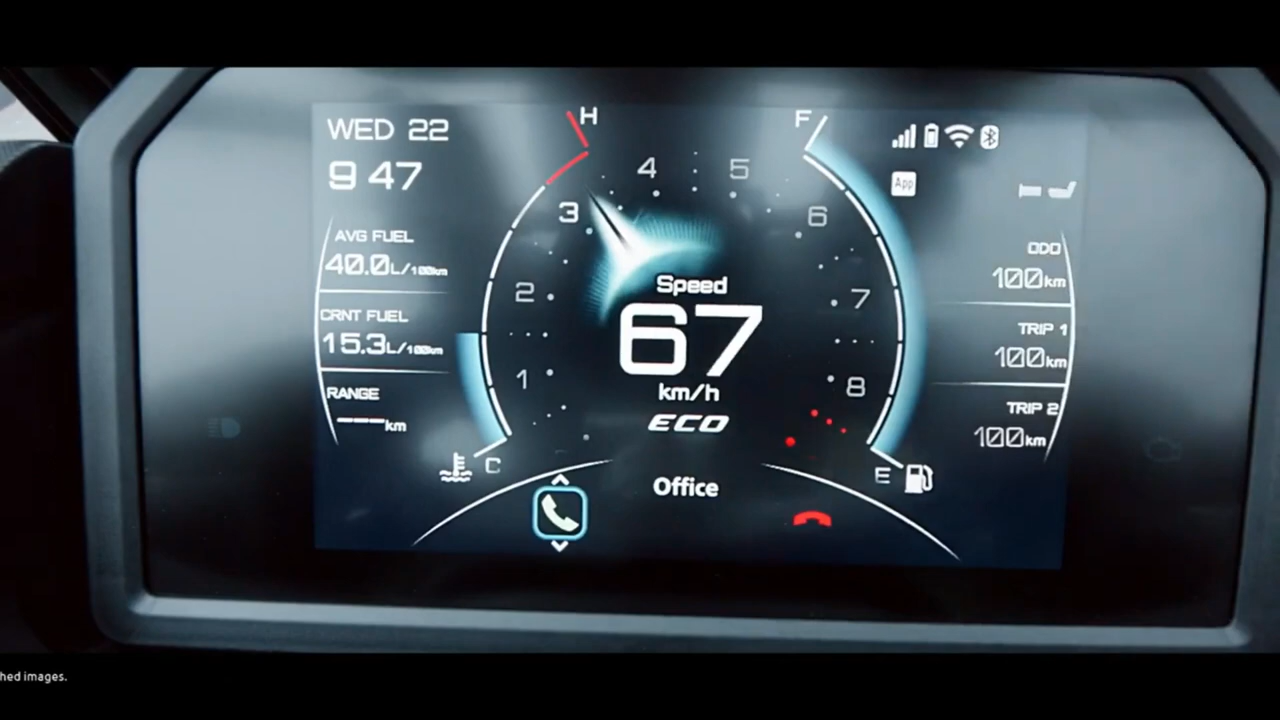 WED 22
9 47
AVG FUEL
40.0L/100km
CRNT FUEL
15.3L/100km
RANGE
----km
H
C
1
2
3
4
5
6
7
8
Speed
67
km/h
ECO
Office
F
E
App
ODO
100km
TRIP 1
100km
TRIP 2
100km
hed images.